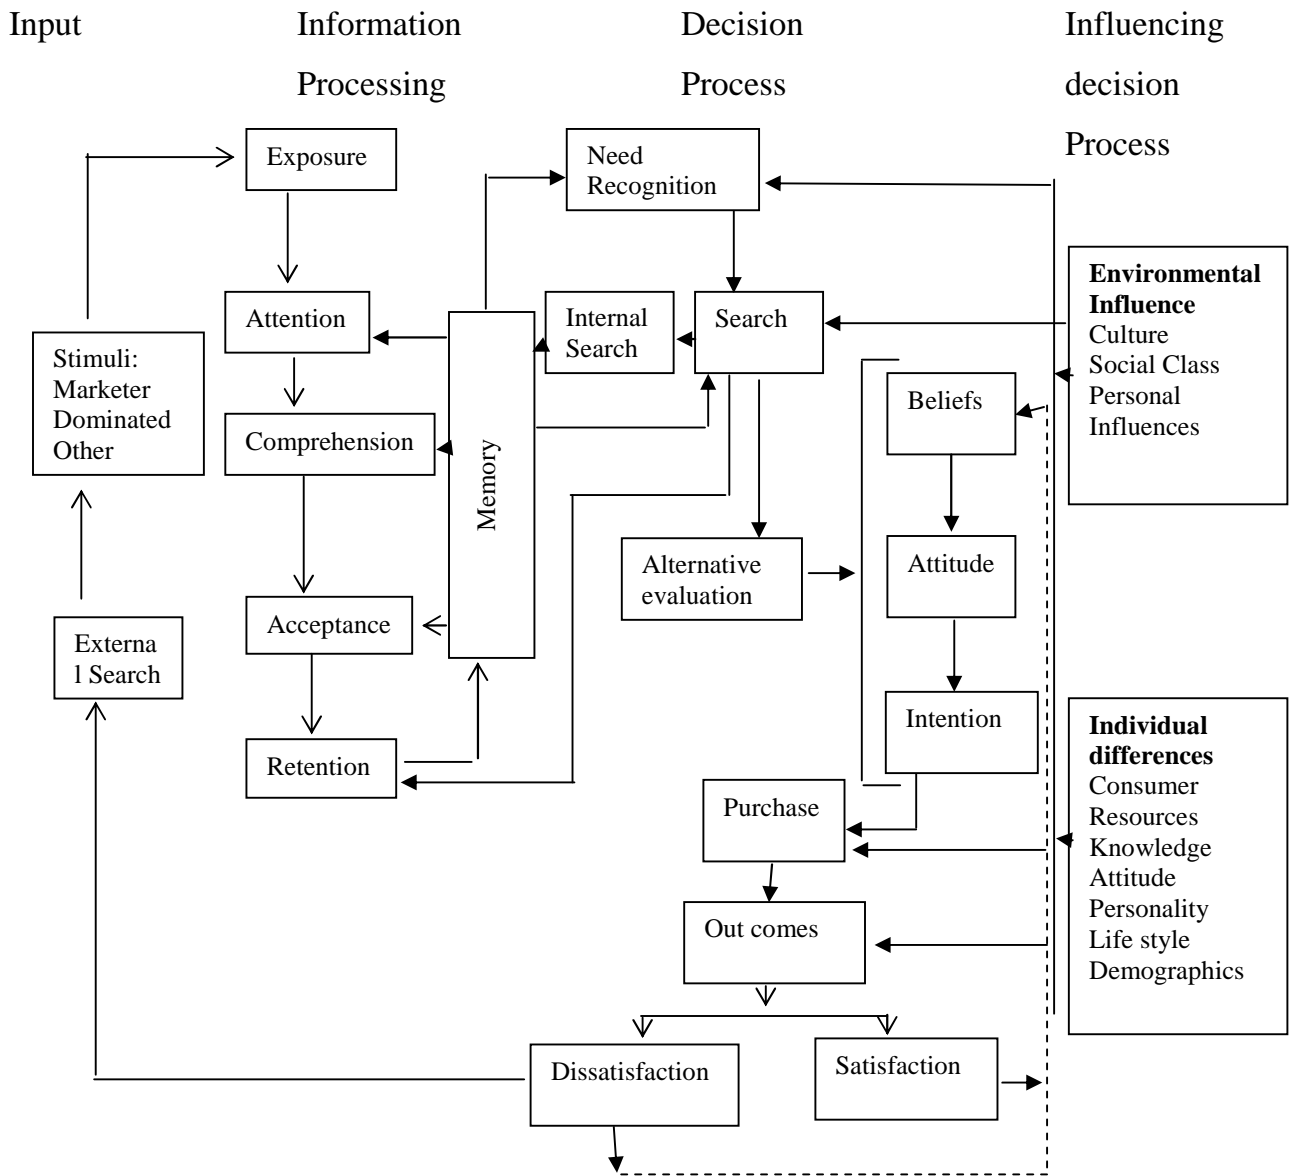 Input
Information
Processing
Decision
Process
Influencing
decision
Process
Exposure
Need
Recognition
Attention
Internal
Search
Search
Environmental
Influence
Culture
Social Class
Personal
Influences
Stimuli:
Marketer
Dominated
Other
Comprehension
Memory
Beliefs
Alternative
evaluation
Attitude
Acceptance
Externa
l Search
Retention
Intention
Individual
differences
Consumer
Resources
Knowledge
Attitude
Personality
Life style
Demographics
Purchase
Out comes
Dissatisfaction
Satisfaction